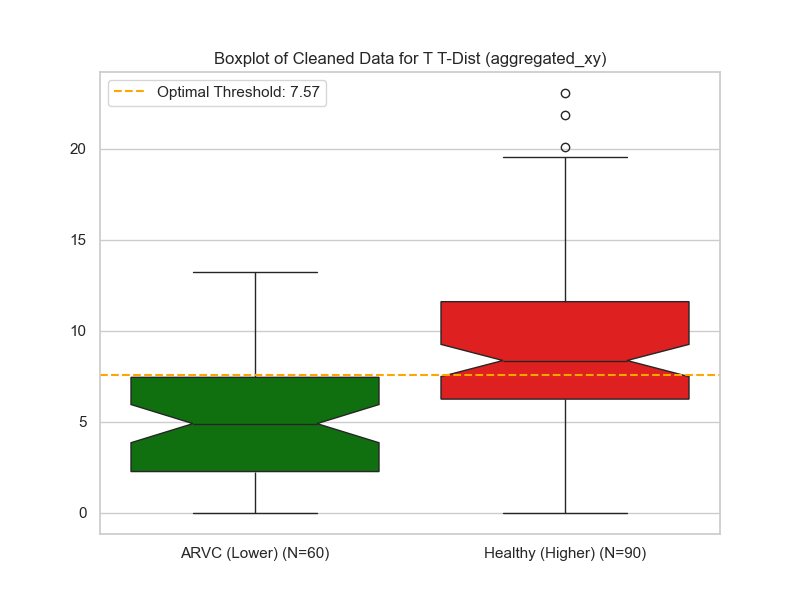 Boxplot of Cleaned Data for T T-Dist (aggregated_xy)
Optimal Threshold: 7.57
20
15
10
5
0
ARVC (Lower) (N=60)
Healthy (Higher) (N=90)